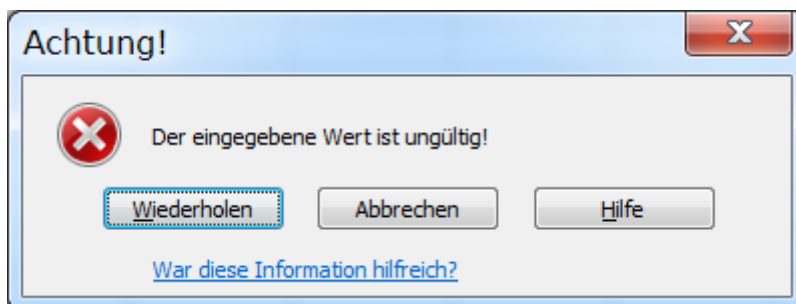 Achtung!
Der eingegebene Wert ist ungültig!
Wiederholen Abbrechen Hilfe
War diese Information hilfreich?